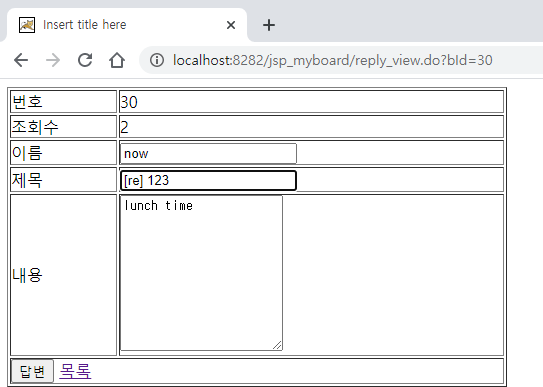 Insert title here
localhost:8282/jsp_myboard/reply_view.do?bId=30
번호 30
조회수 2
이름 now
제목 [re] 123
내용 lunch time
답변 목록